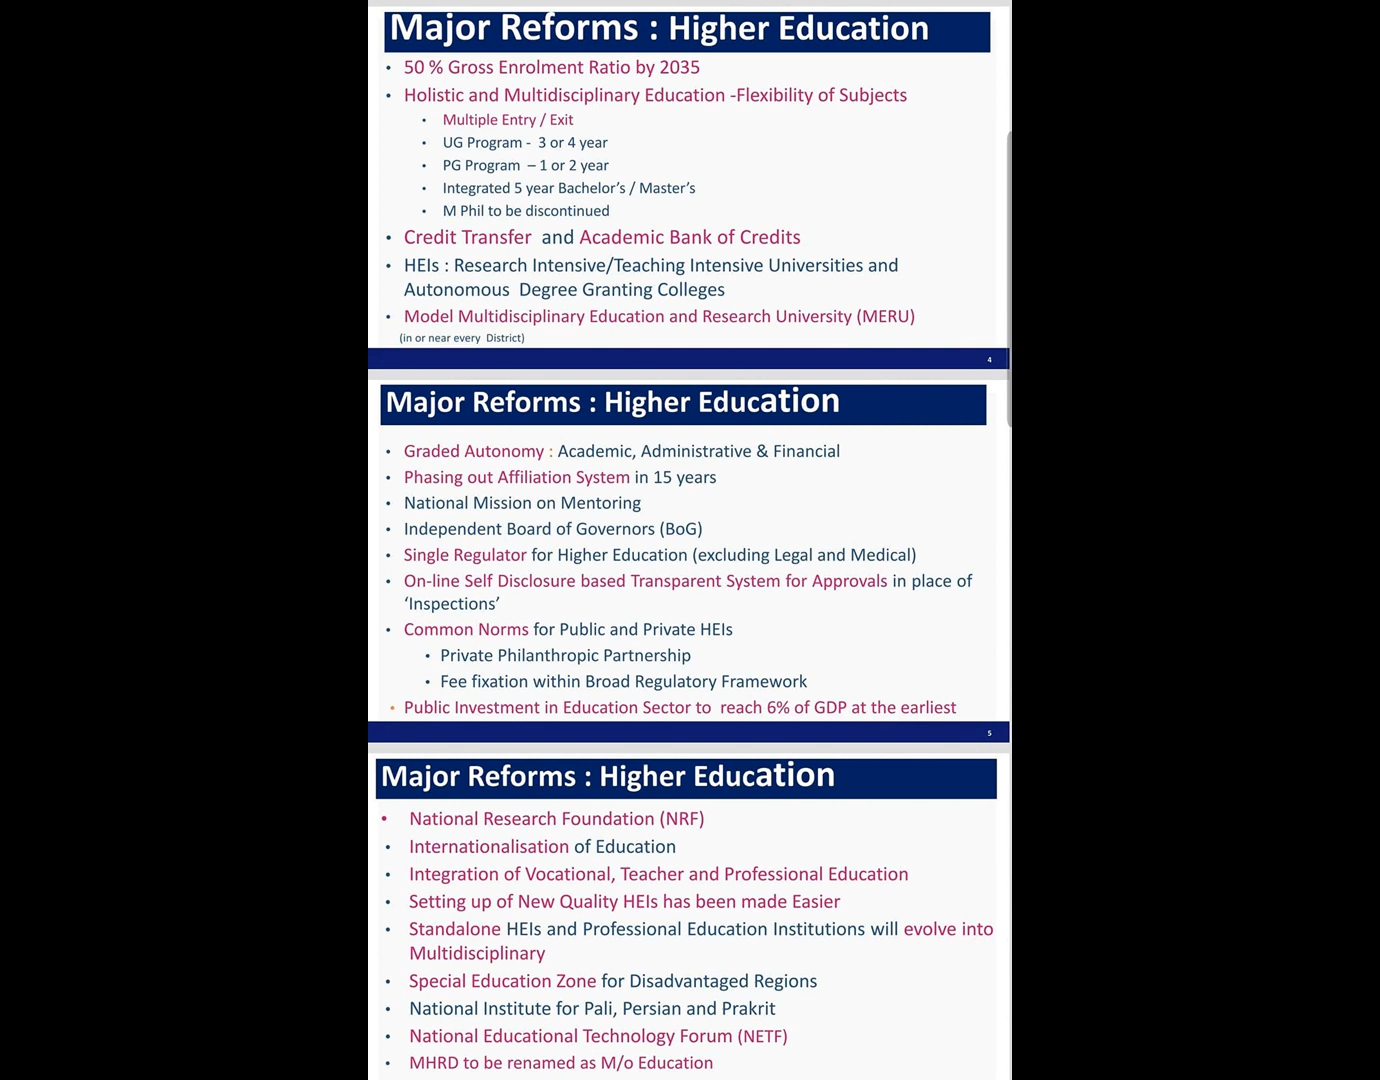 Major Reforms : Higher Education
• 50 % Gross Enrolment Ratio by 2035
• Holistic and Multidisciplinary Education -Flexibility of Subjects
• Multiple Entry / Exit
• UG Program - 3 or 4 year
• PG Program – 1 or 2 year
• Integrated 5 year Bachelor’s / Master’s
• M Phil to be discontinued
• Credit Transfer and Academic Bank of Credits
• HEIs : Research Intensive/Teaching Intensive Universities and
Autonomous Degree Granting Colleges
• Model Multidisciplinary Education and Research University (MERU)
(in or near every District)
4
Major Reforms : Higher Education
• Graded Autonomy : Academic, Administrative & Financial
• Phasing out Affiliation System in 15 years
• National Mission on Mentoring
• Independent Board of Governors (BoG)
• Single Regulator for Higher Education (excluding Legal and Medical)
• On-line Self Disclosure based Transparent System for Approvals in place of
‘Inspections’
• Common Norms for Public and Private HEIs
• Private Philanthropic Partnership
• Fee fixation within Broad Regulatory Framework
• Public Investment in Education Sector to reach 6% of GDP at the earliest
5
Major Reforms : Higher Education
• National Research Foundation (NRF)
• Internationalisation of Education
• Integration of Vocational, Teacher and Professional Education
• Setting up of New Quality HEIs has been made Easier
• Standalone HEIs and Professional Education Institutions will evolve into
Multidisciplinary
• Special Education Zone for Disadvantaged Regions
• National Institute for Pali, Persian and Prakrit
• National Educational Technology Forum (NETF)
• MHRD to be renamed as M/o Education